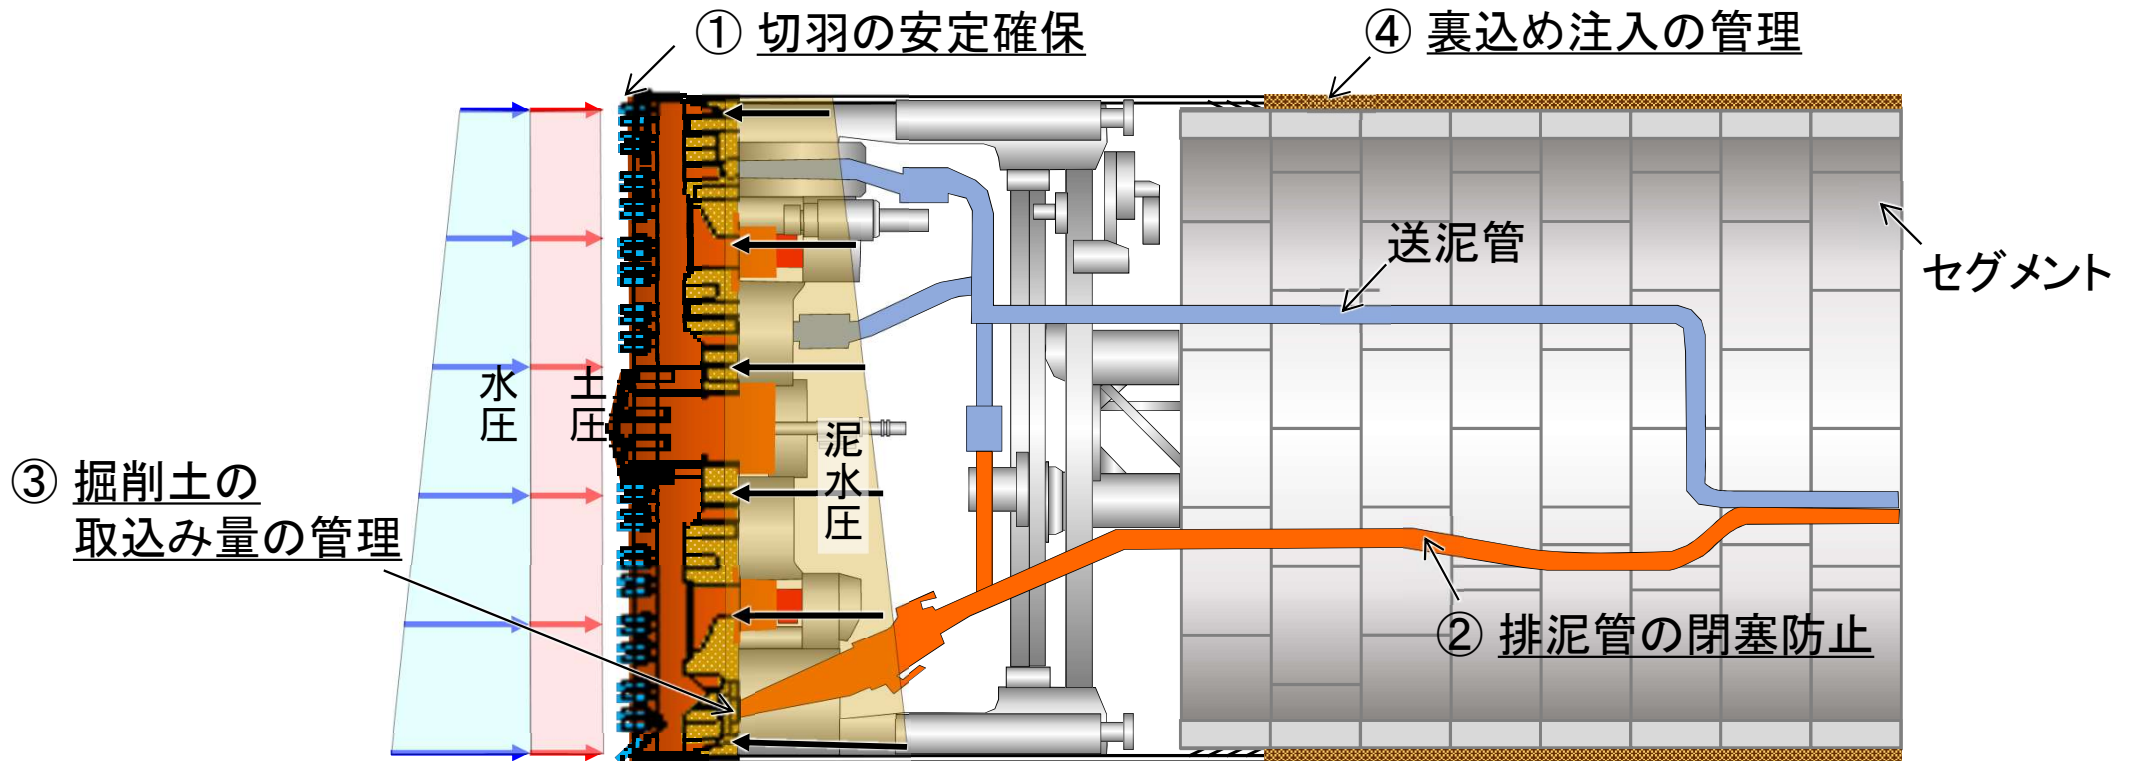 ① 切羽の安定確保
④ 裏込め注入の管理
送泥管
セグメント
水圧
土圧
泥水圧
③ 掘削土の
取込み量の管理
② 排泥管の閉塞防止